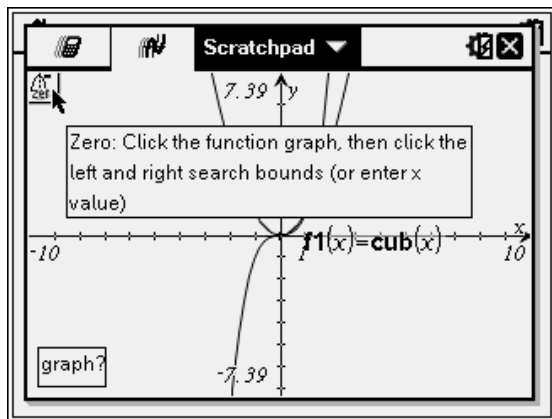 Scratchpad
zero
7.39 y
Zero: Click the function graph, then click the
left and right search bounds (or enter x
value)
x
f1(x)=cub(x)
-10 1 10
graph?
-7.39